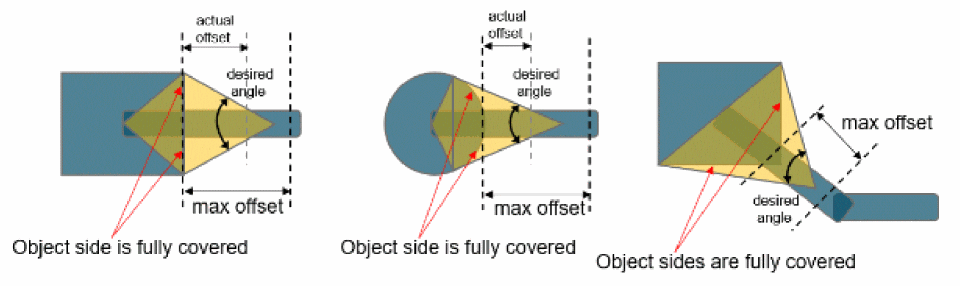 actual
offset
desired
angle
max offset
Object side is fully covered
actual
offset
desired
angle
max offset
Object side is fully covered
max offset
desired
angle
Object sides are fully covered